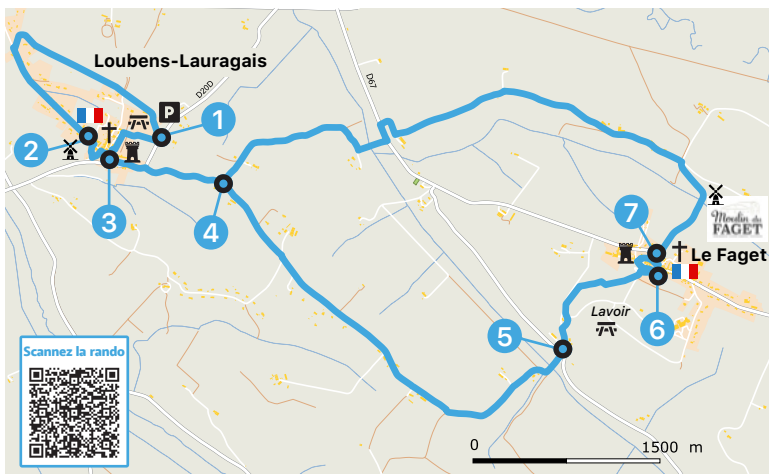 Loubens-Lauragais
D20D
D67
P
1
2
3
4
7
Moulin du
FAGET
Le Faget
6
Lavoir
5
Scannez la rando
0 1500 m